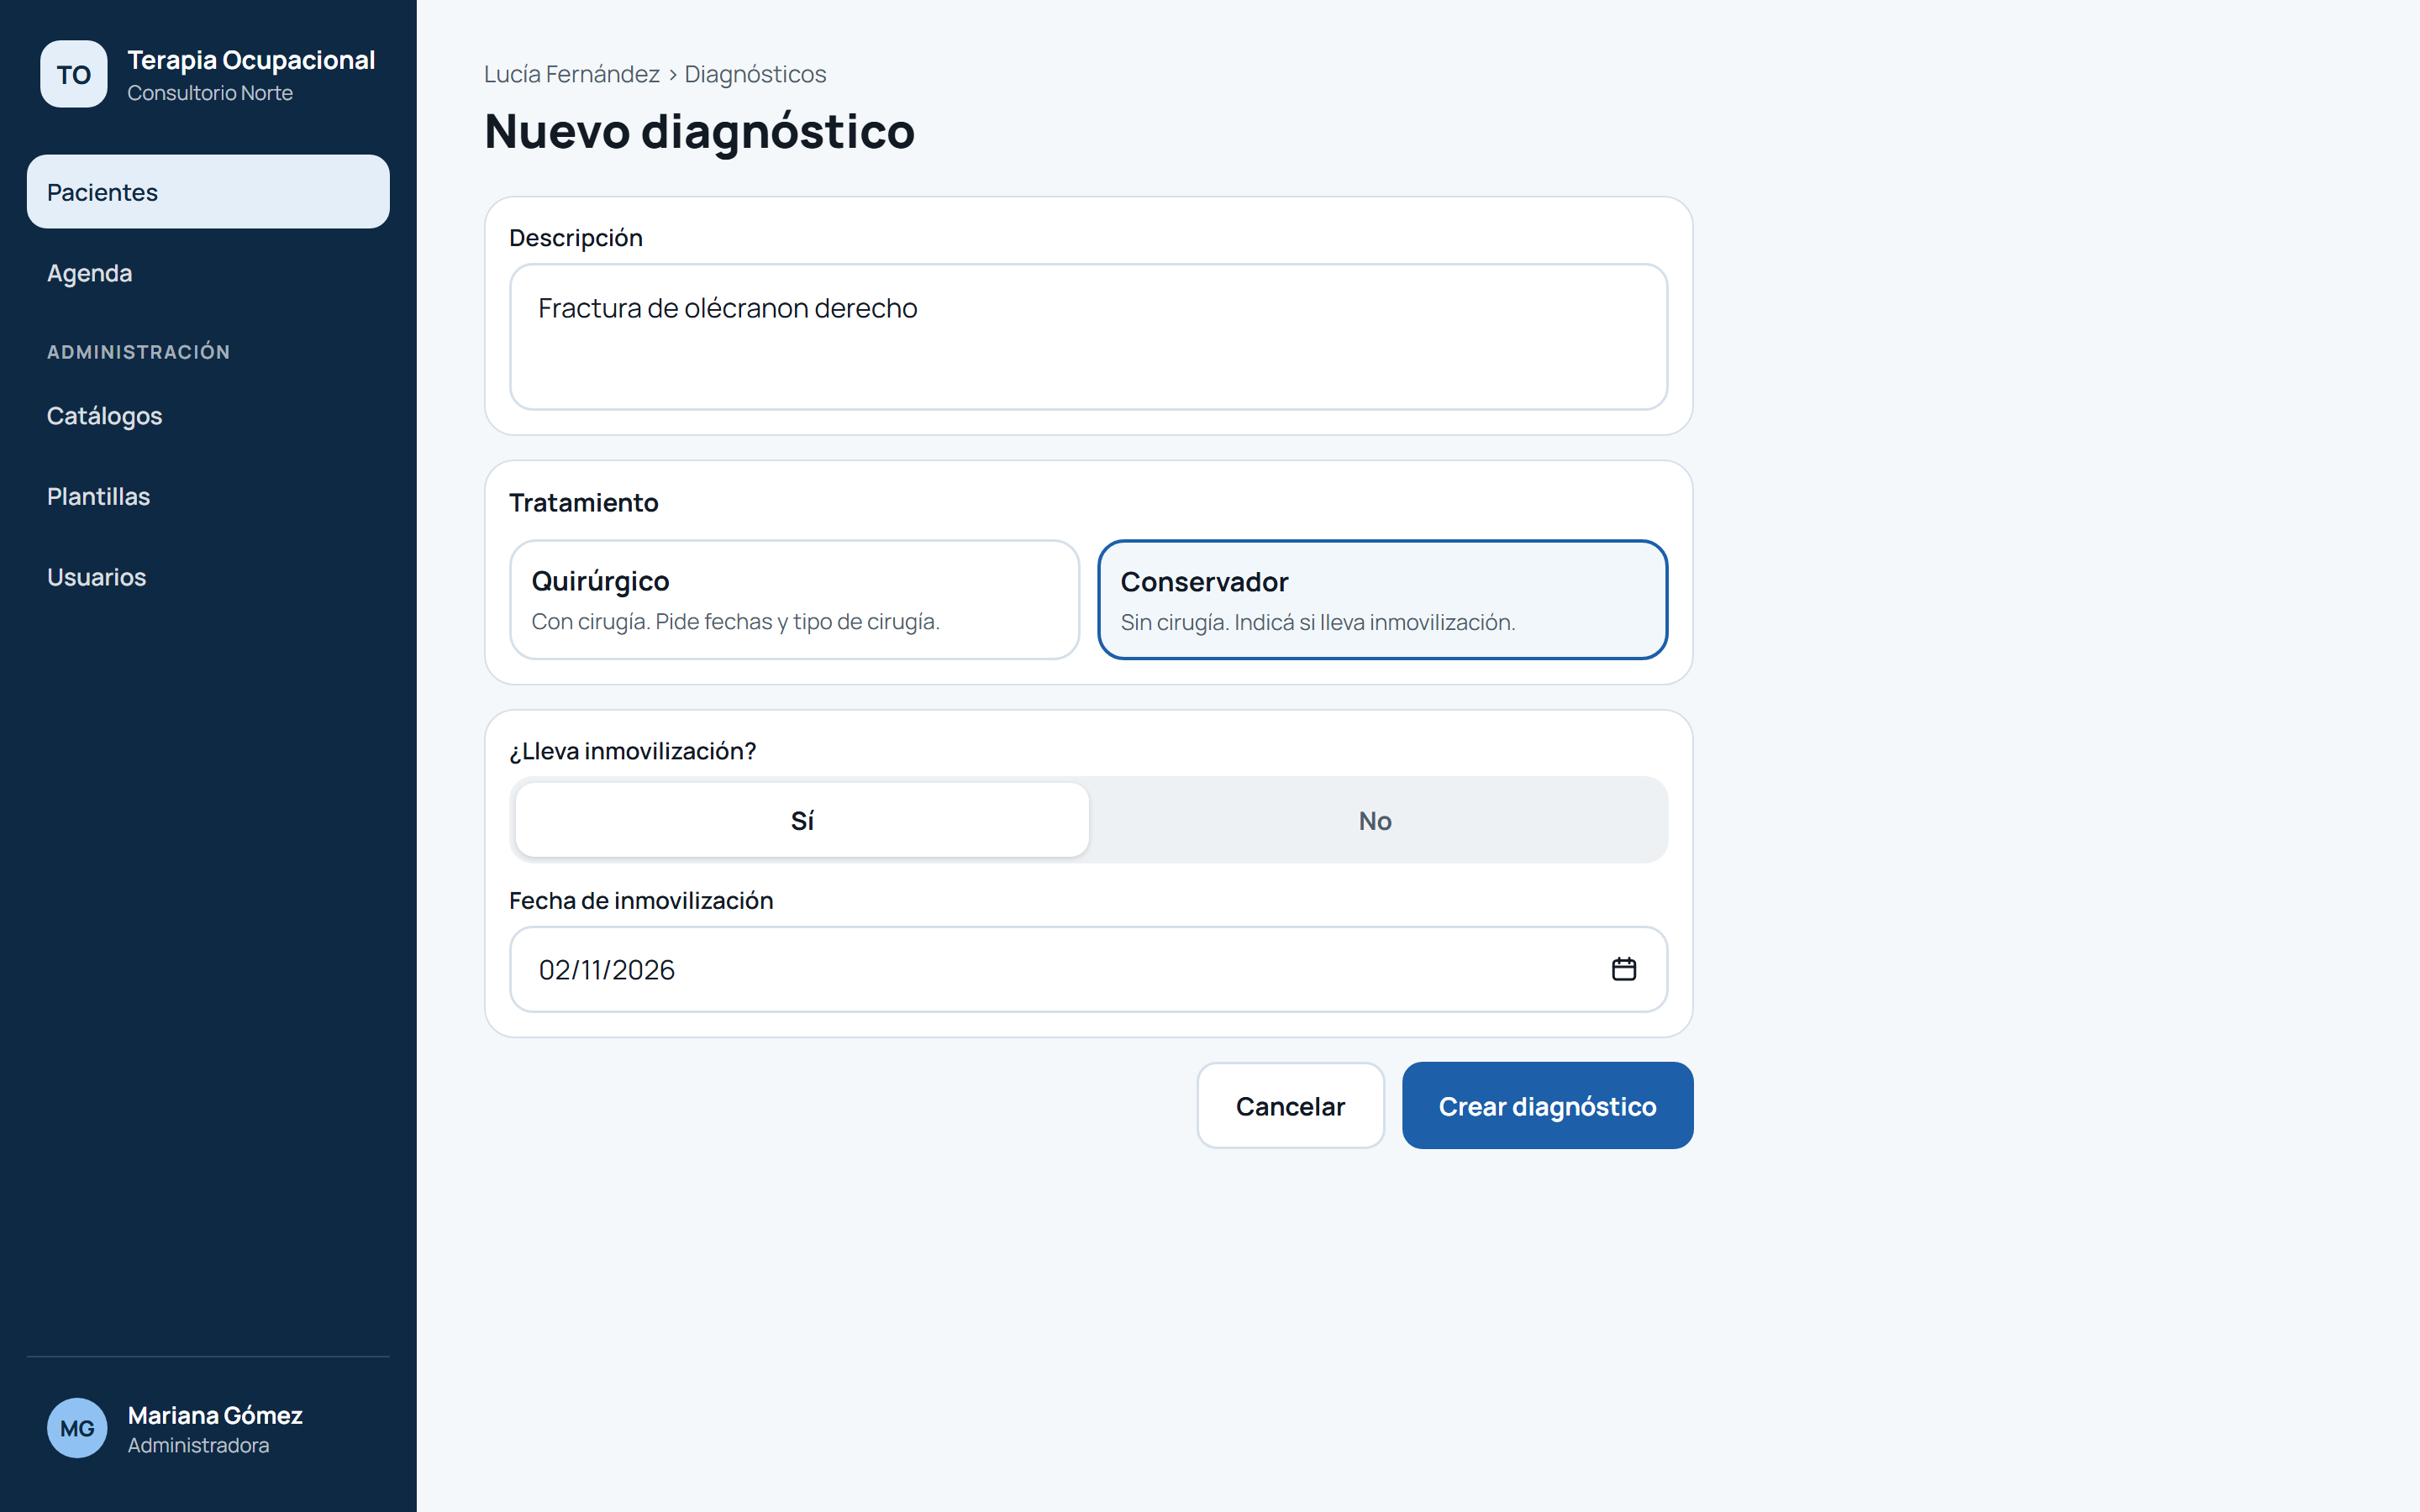 TO
Terapia Ocupacional
Consultorio Norte
Pacientes
Agenda
ADMINISTRACIÓN
Catálogos
Plantillas
Usuarios
MG
Mariana Gómez
Administradora
Lucía Fernández › Diagnósticos
Nuevo diagnóstico
Descripción
Fractura de olécranon derecho
Tratamiento
Quirúrgico
Con cirugía. Pide fechas y tipo de cirugía.
Conservador
Sin cirugía. Indicá si lleva inmovilización.
¿Lleva inmovilización?
Sí
No
Fecha de inmovilización
02/11/2026
Cancelar
Crear diagnóstico